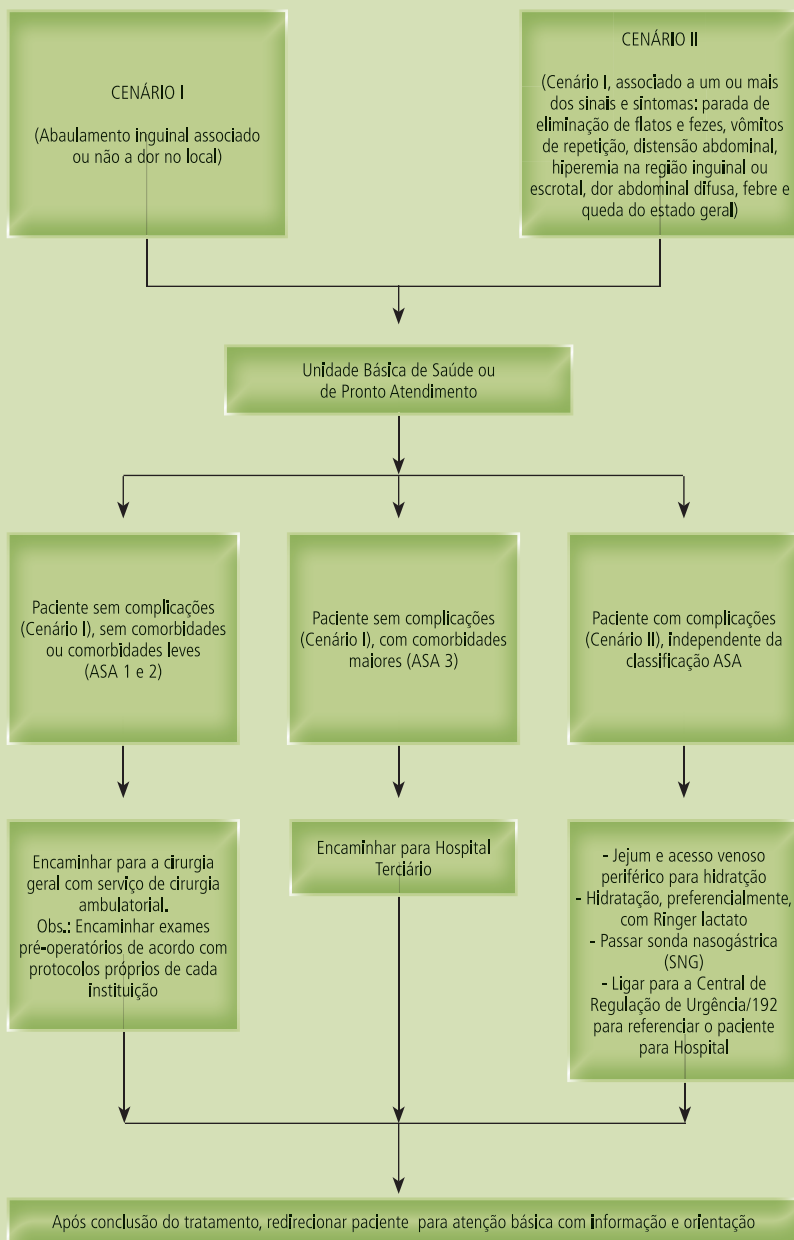 CENÁRIO I
(Abaulamento inguinal associado
ou não a dor no local)
CENÁRIO II
(Cenário I, associado a um ou mais
dos sinais e sintomas: parada de
eliminação de flatos e fezes, vômitos
de repetição, distensão abdominal,
hiperemia na região inguinal ou
escrotal, dor abdominal difusa, febre e
queda do estado geral)
Unidade Básica de Saúde ou
de Pronto Atendimento
Paciente sem complicações
(Cenário I), sem comorbidades
ou comorbidades leves
(ASA 1 e 2)
Paciente sem complicações
(Cenário I), com comorbidades
maiores (ASA 3)
Paciente com complicações
(Cenário II), independente da
classificação ASA
Encaminhar para a cirurgia
geral com serviço de cirurgia
ambulatorial.
Obs.: Encaminhar exames
pré-operatórios de acordo com
protocolos próprios de cada
instituição
Encaminhar para Hospital
Terciário
- Jejum e acesso venoso
periférico para hidratção
- Hidratação, preferencialmente,
com Ringer lactato
- Passar sonda nasogástrica
(SNG)
- Ligar para a Central de
Regulação de Urgência/192
para referenciar o paciente
para Hospital
Após conclusão do tratamento, redirecionar paciente para atenção básica com informação e orientação